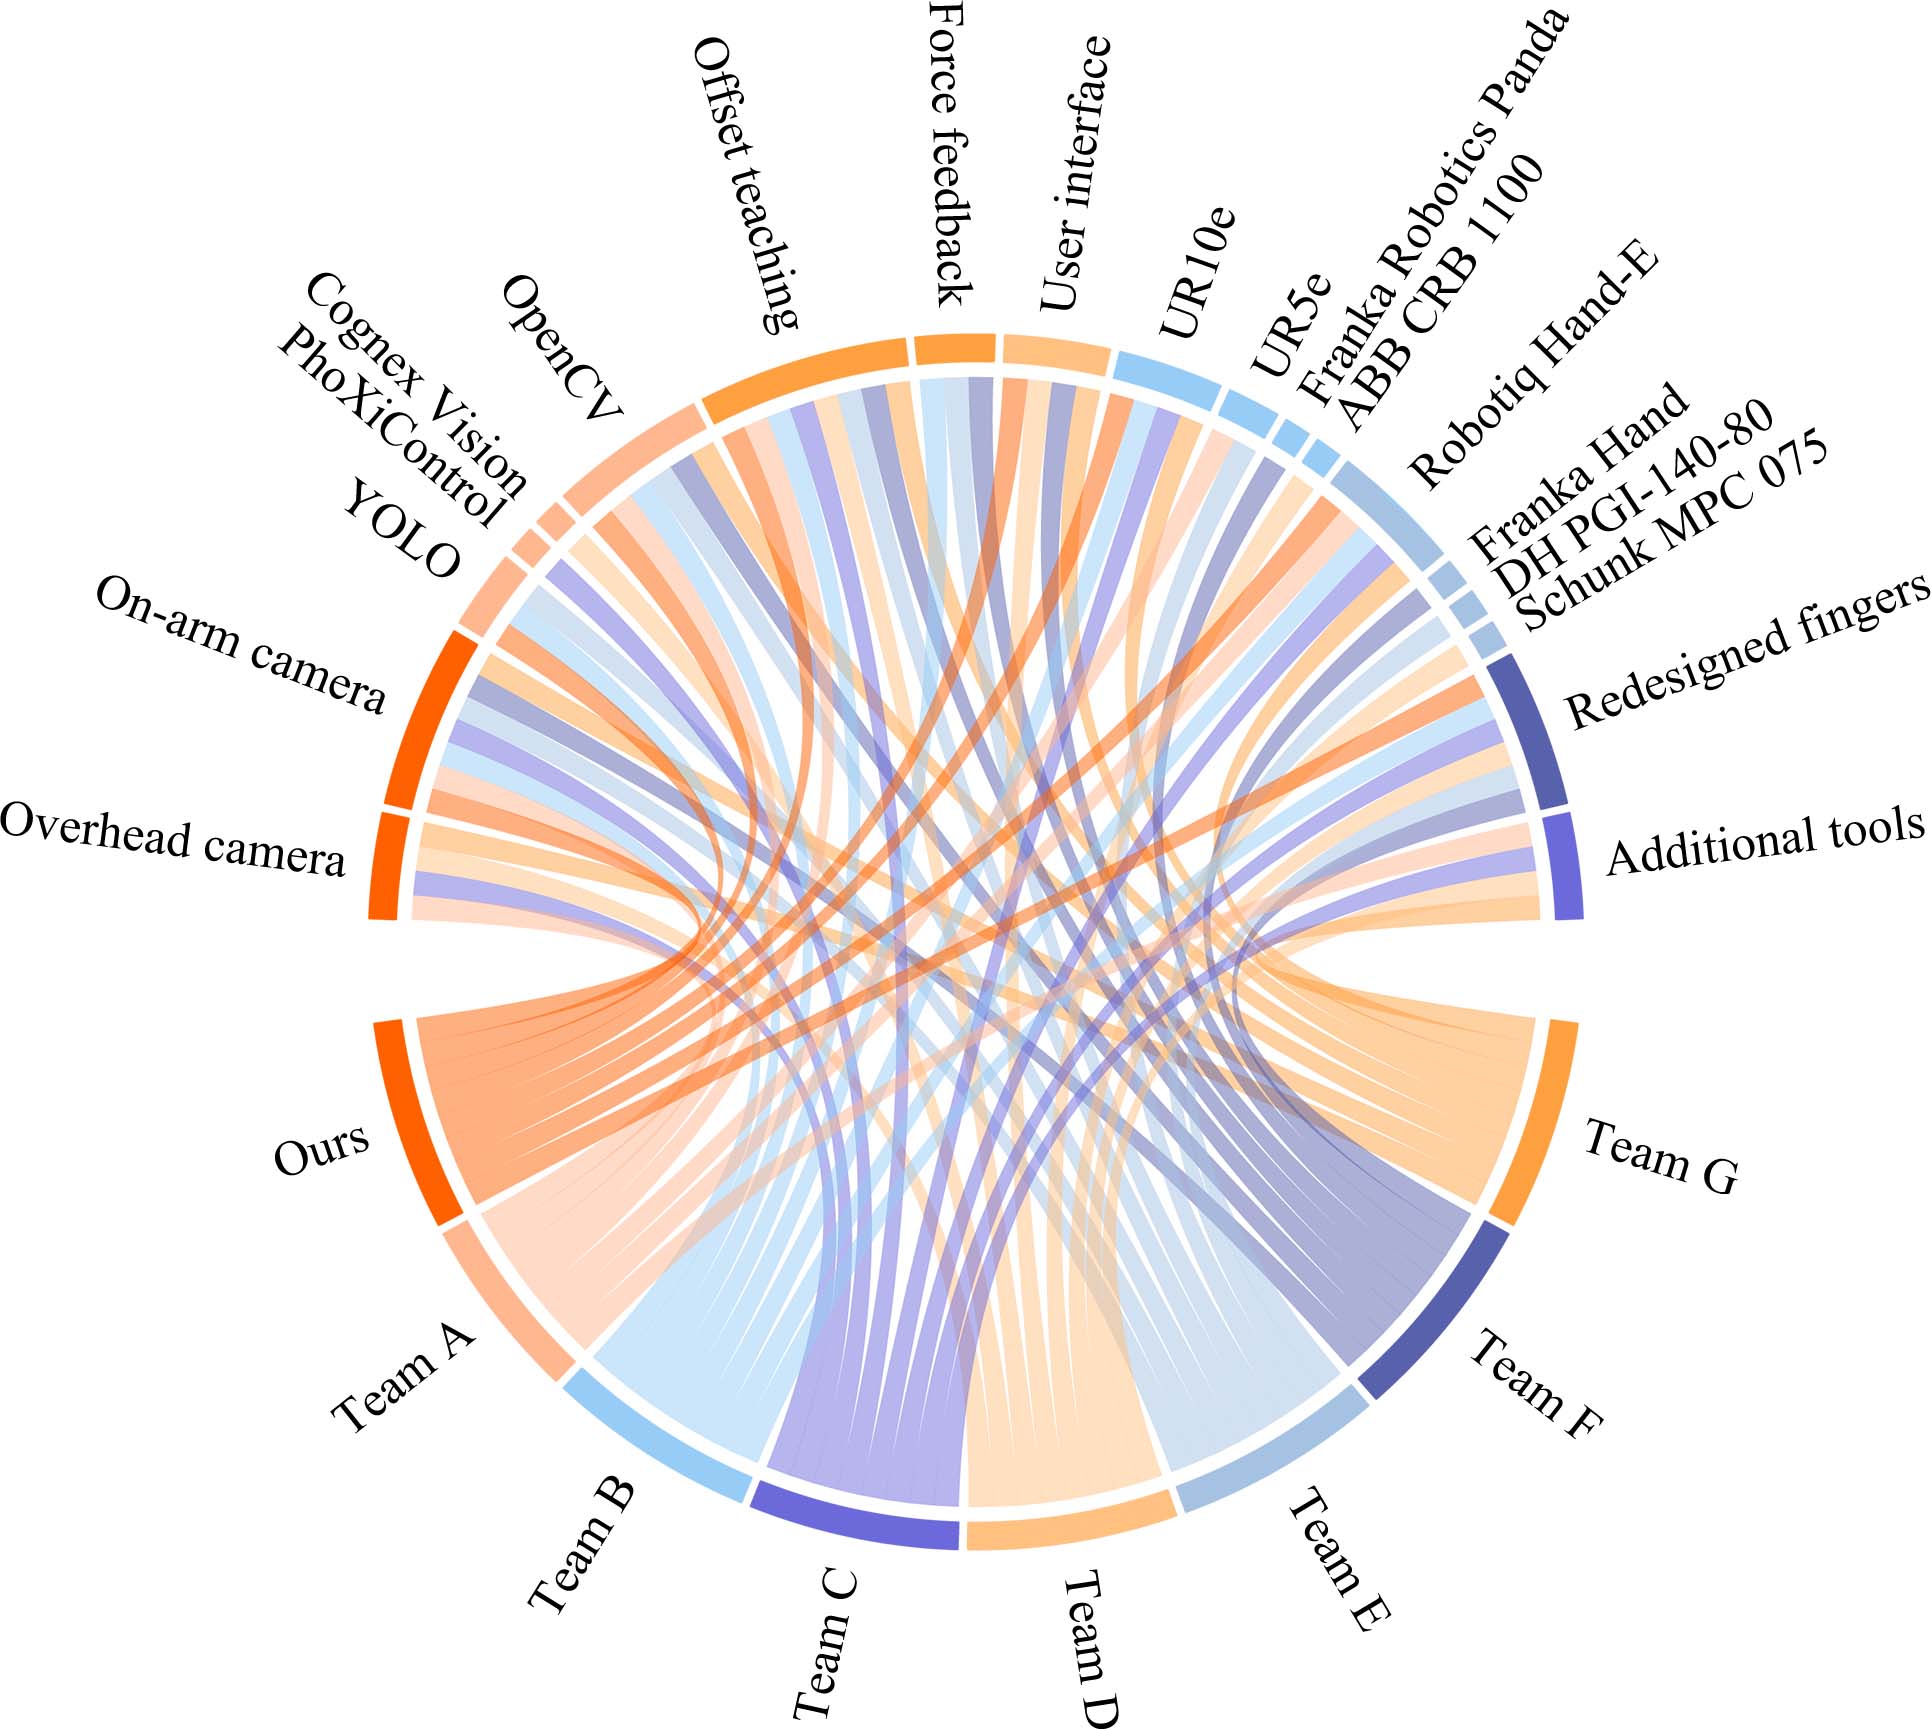 Overhead camera
On-arm camera
YOLO
PhoXiControl
Cognex Vision
OpenCV
Offset teaching
Force feedback
User interface
UR10e
UR5e
Franka Robotics Panda
ABB CRB 1100
Robotiq Hand-E
Franka Hand
DH PGI-140-80
Schunk MPC 075
Redesigned fingers
Additional tools
Team G
Team F
Team E
Team D
Team C
Team B
Team A
Ours